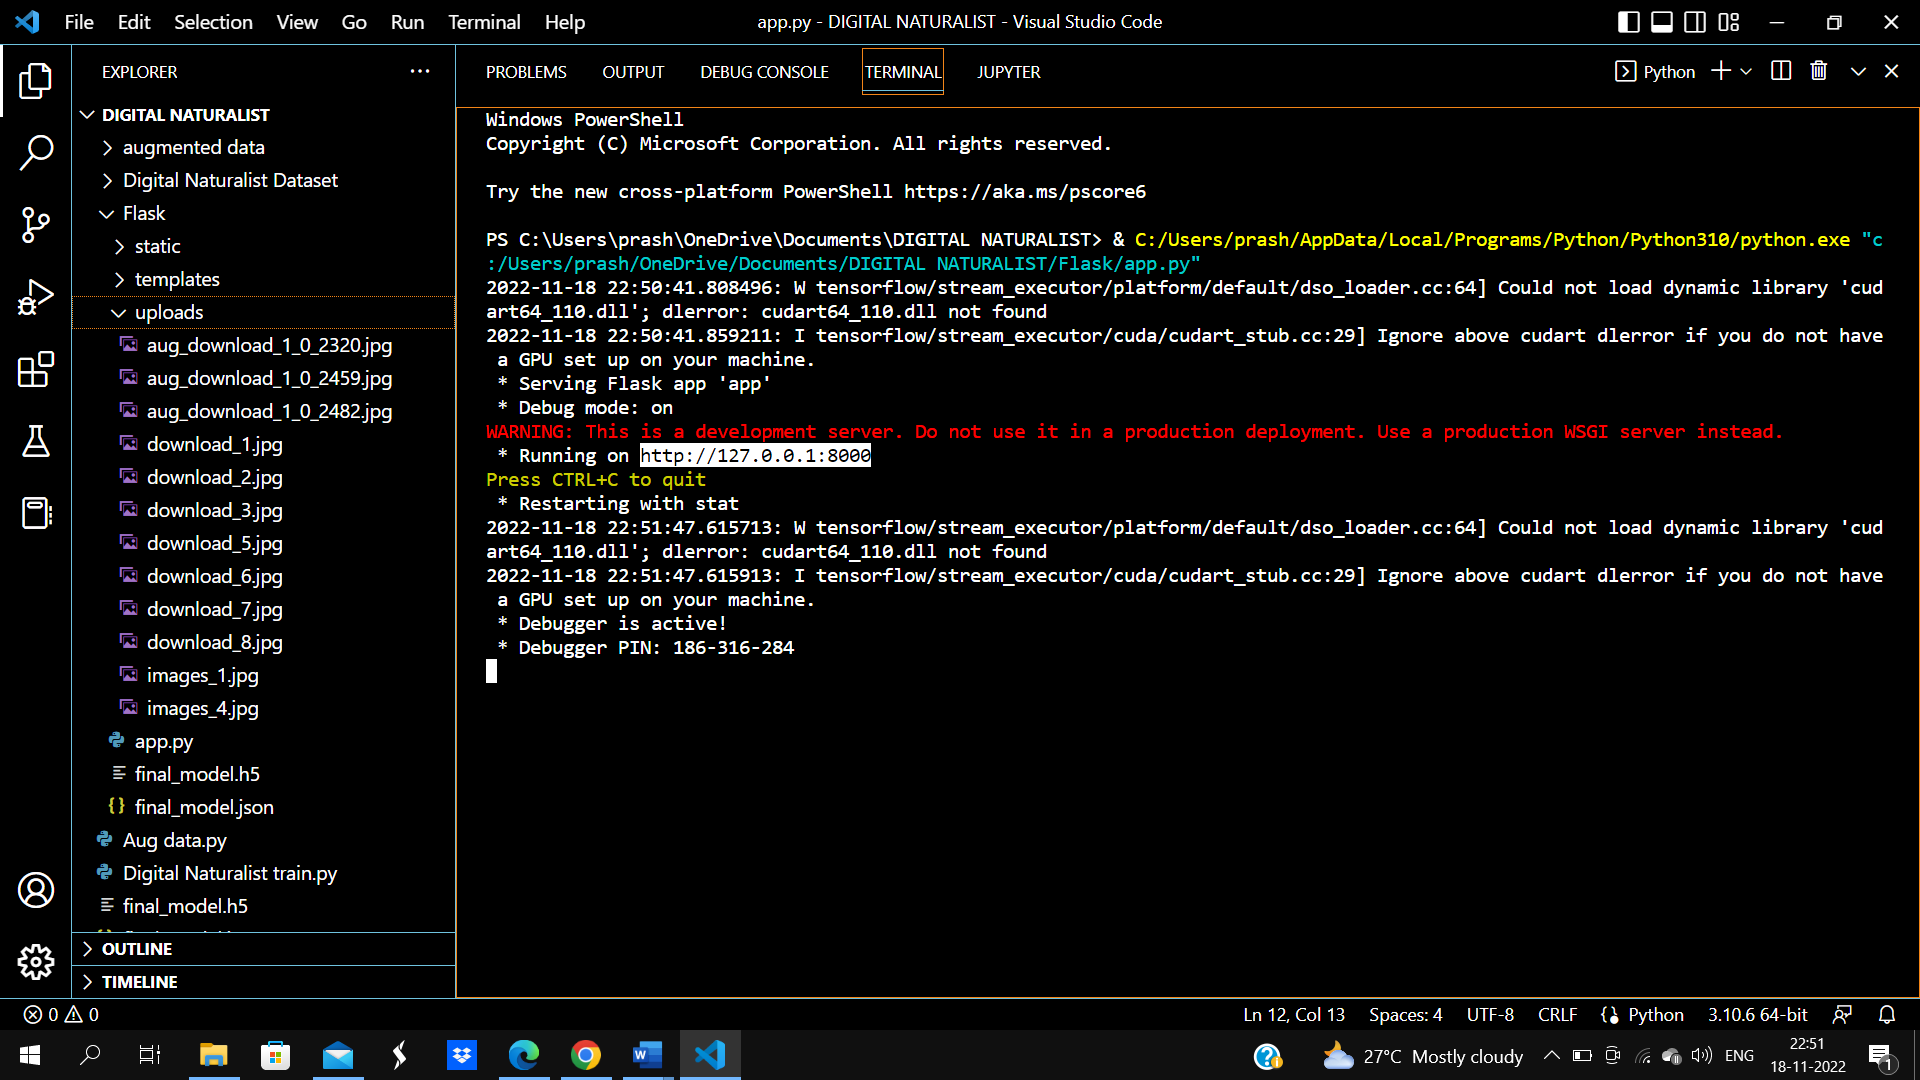 File Edit Selection View Go Run Terminal Help
app.py - DIGITAL NATURALIST - Visual Studio Code
EXPLORER
DIGITAL NATURALIST
augmented data
Digital Naturalist Dataset
Flask
static
templates
uploads
aug_download_1_0_2320.jpg
aug_download_1_0_2459.jpg
aug_download_1_0_2482.jpg
download_1.jpg
download_2.jpg
download_3.jpg
download_5.jpg
download_6.jpg
download_7.jpg
download_8.jpg
images_1.jpg
images_4.jpg
app.py
final_model.h5
final_model.json
Aug data.py
Digital Naturalist train.py
final_model.h5
OUTLINE
TIMELINE
PROBLEMS OUTPUT DEBUG CONSOLE TERMINAL JUPYTER
Python
Windows PowerShell
Copyright (C) Microsoft Corporation. All rights reserved.
Try the new cross-platform PowerShell https://aka.ms/pscore6
PS C:\Users\prash\OneDrive\Documents\DIGITAL NATURALIST> & C:/Users/prash/AppData/Local/Programs/Python/Python310/python.exe "c
:/Users/prash/OneDrive/Documents/DIGITAL NATURALIST/Flask/app.py"
2022-11-18 22:50:41.808496: W tensorflow/stream_executor/platform/default/dso_loader.cc:64] Could not load dynamic library 'cud
art64_110.dll'; dlerror: cudart64_110.dll not found
2022-11-18 22:50:41.859211: I tensorflow/stream_executor/cuda/cudart_stub.cc:29] Ignore above cudart dlerror if you do not have
a GPU set up on your machine.
* Serving Flask app 'app'
* Debug mode: on
WARNING: This is a development server. Do not use it in a production deployment. Use a production WSGI server instead.
* Running on http://127.0.0.1:8000
Press CTRL+C to quit
* Restarting with stat
2022-11-18 22:51:47.615713: W tensorflow/stream_executor/platform/default/dso_loader.cc:64] Could not load dynamic library 'cud
art64_110.dll'; dlerror: cudart64_110.dll not found
2022-11-18 22:51:47.615913: I tensorflow/stream_executor/cuda/cudart_stub.cc:29] Ignore above cudart dlerror if you do not have
a GPU set up on your machine.
* Debugger is active!
* Debugger PIN: 186-316-284
0 0
Ln 12, Col 13 Spaces: 4 UTF-8 CRLF Python 3.10.6 64-bit
27°C Mostly cloudy
ENG
22:51
18-11-2022
1